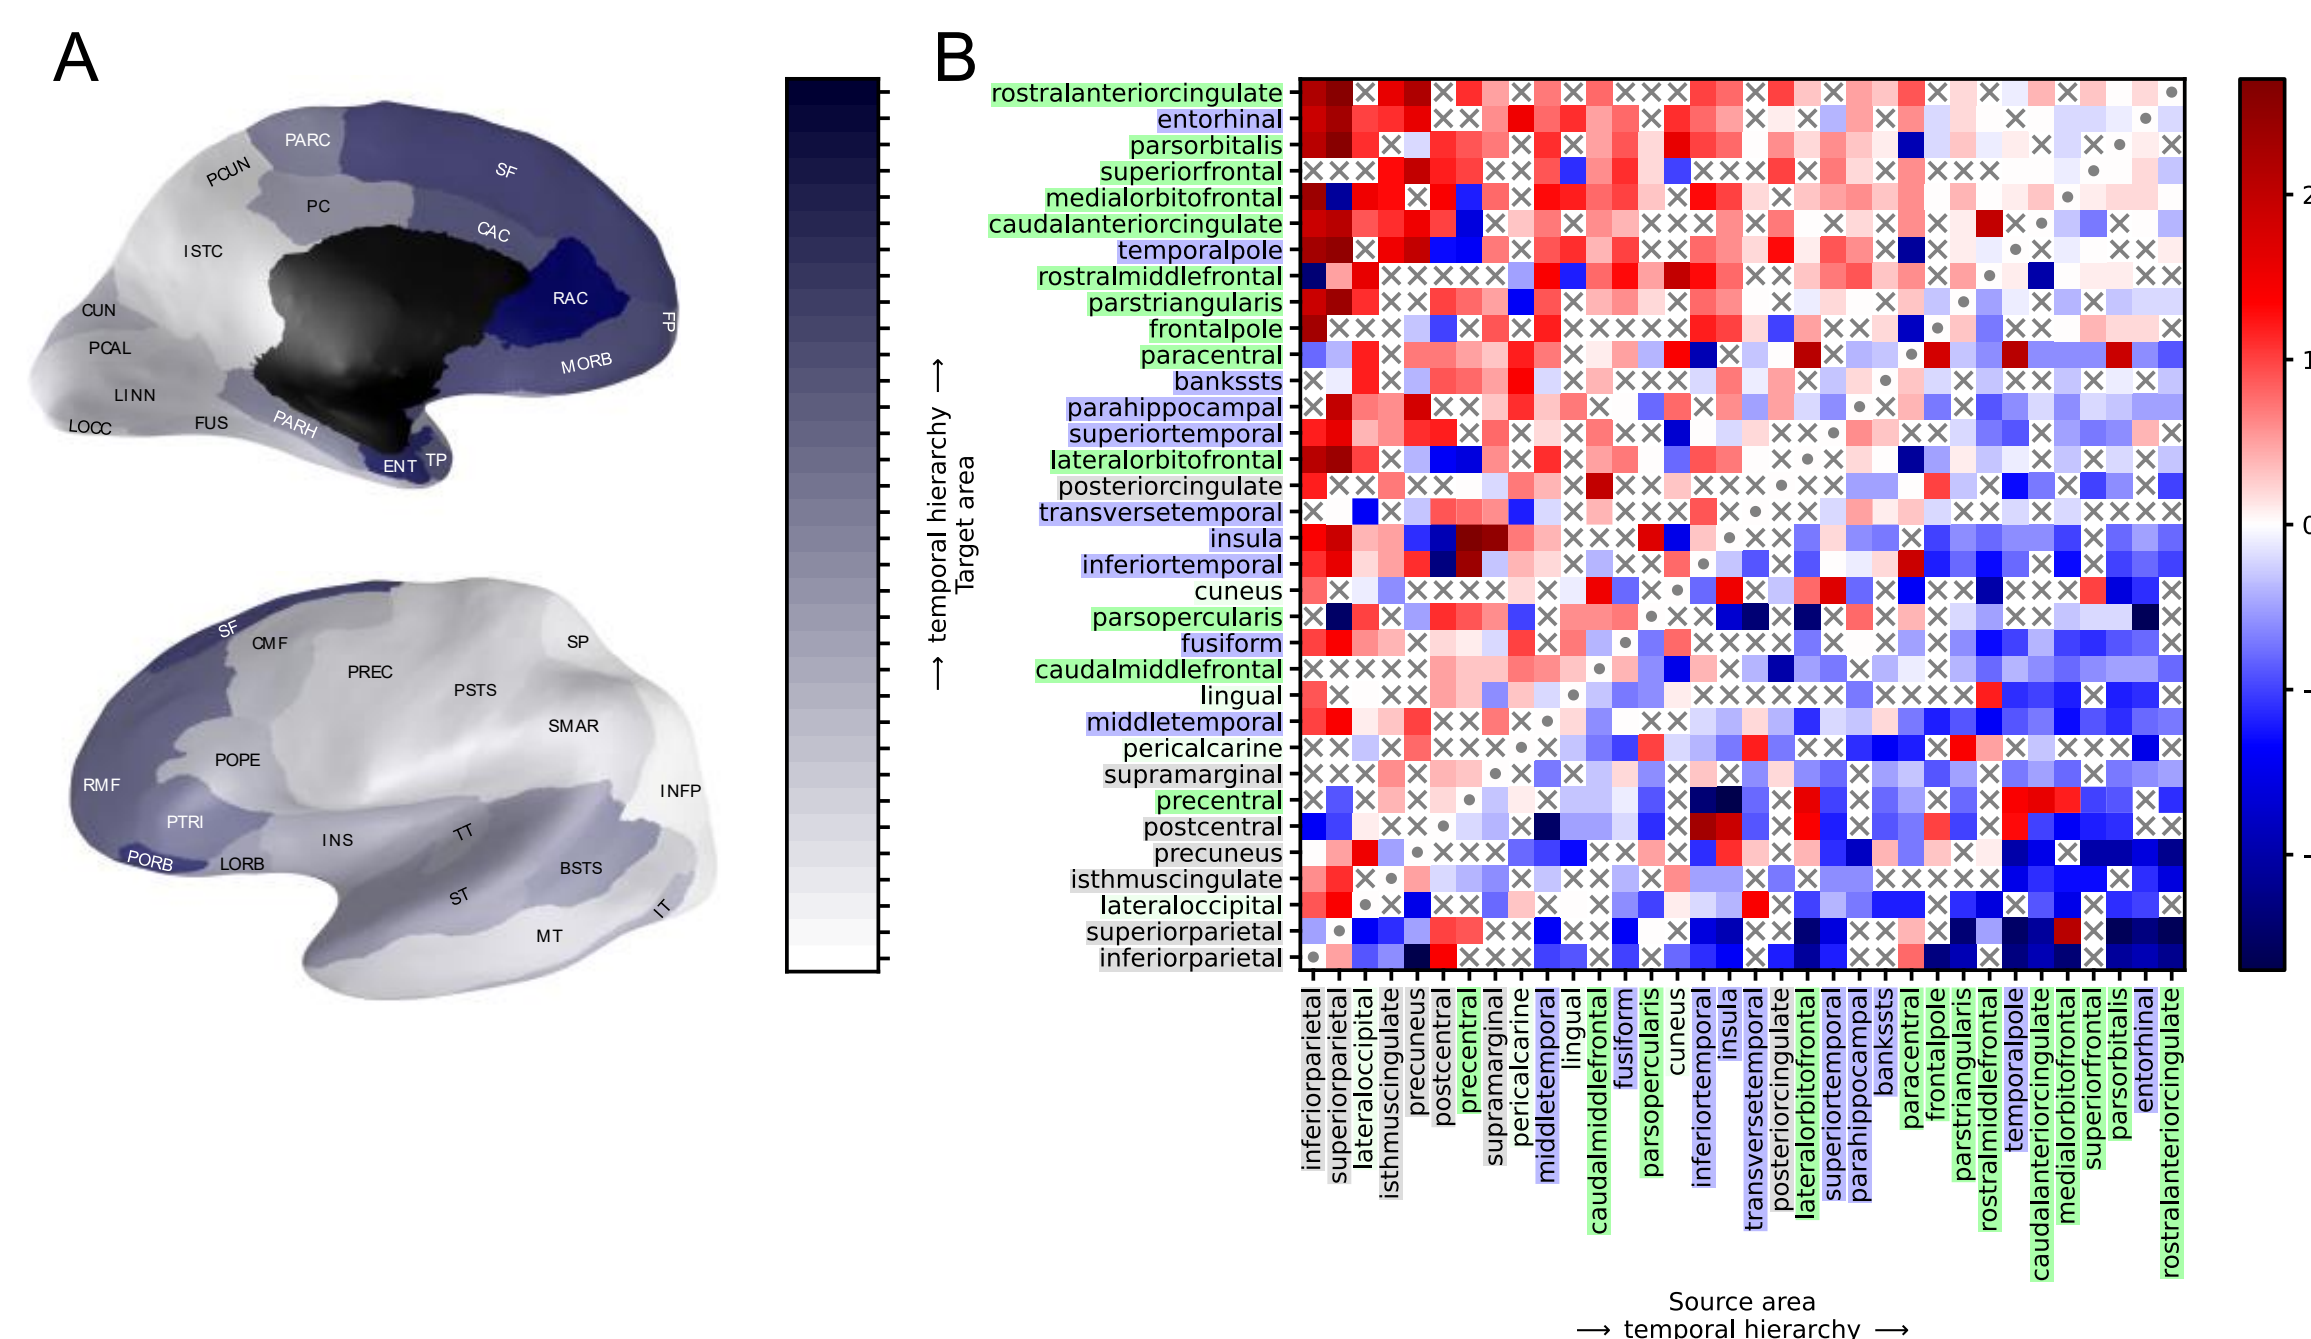 A
PARC
SF
PCUN
PC
CAC
ISTC
RAC
CUN
FP
PCAL
MORB
LINN
PARH
FUS
LOCC
TP
ENT
SF
CMF
SP
PREC
PSTS
SMAR
POPE
RMF
INFP
PTRI
TT
INS
PORB
LORB
BSTS
ST
IT
MT
B
→ temporal hierarchy →
Target area
rostralanteriorcingulate
entorhinal
parsorbitalis
superiorfrontal
medialorbitofrontal
caudalanteriorcingulate
temporalpole
rostralmiddlefrontal
parstriangularis
frontalpole
paracentral
bankssts
parahippocampal
superiortemporal
lateralorbitofrontal
posteriorcingulate
transversetemporal
insula
inferiortemporal
cuneus
parsopercularis
fusiform
caudalmiddlefrontal
lingual
middletemporal
pericalcarine
supramarginal
precentral
postcentral
precuneus
isthmuscingulate
lateraloccipital
superiorparietal
inferiorparietal
inferiorparietal
superiorparietal
lateraloccipital
isthmuscingulate
precuneus
postcentral
precentral
supramarginal
pericalcarine
middletemporal
lingual
caudalmiddlefrontal
fusiform
parsopercularis
cuneus
inferiortemporal
insula
transversetemporal
posteriorcingulate
lateralorbitofrontal
superiortemporal
parahippocampal
bankssts
paracentral
frontalpole
parstriangularis
rostralmiddlefrontal
temporalpole
caudalanteriorcingulate
medialorbitofrontal
superiorfrontal
parsorbitalis
entorhinal
rostralanteriorcingulate
Source area
→ temporal hierarchy →